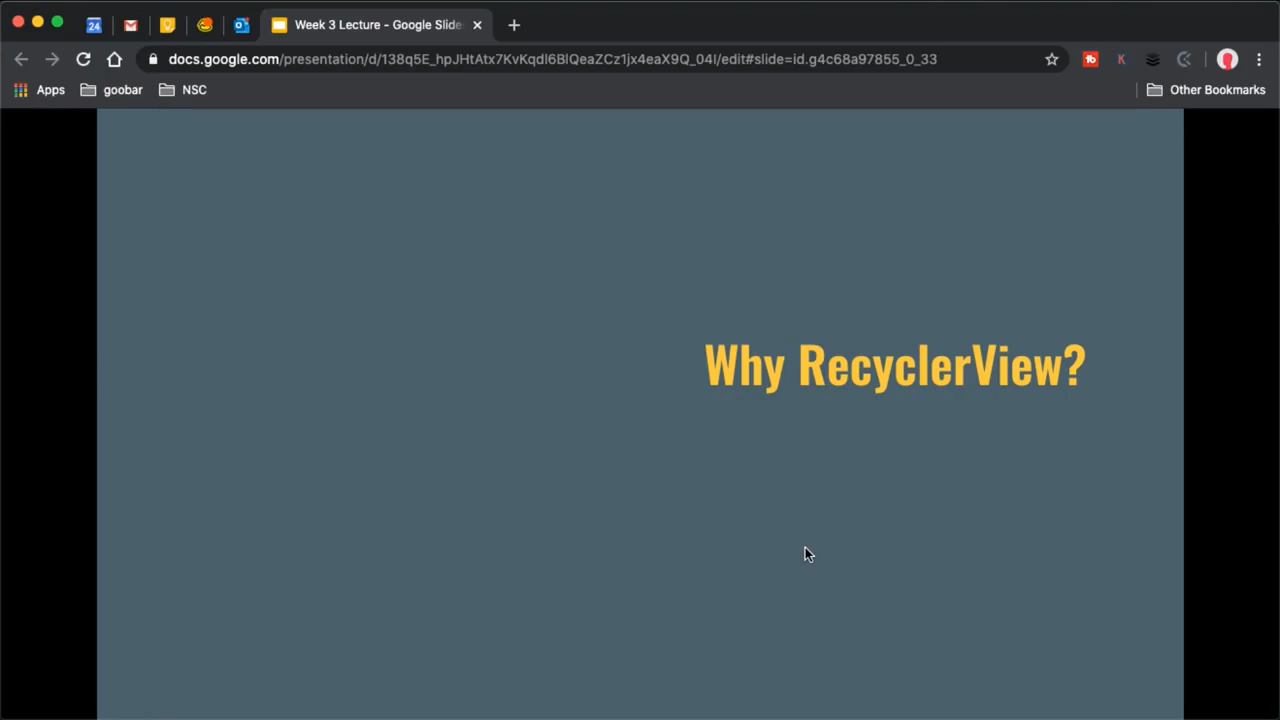 24
Week 3 Lecture - Google Slide
docs.google.com/presentation/d/138q5E_hpJHtAtx7KvKqdl6BlQeaZCz1jx4eaX9Q_04I/edit#slide=id.g4c68a97855_0_33
K
Apps
goobar
NSC
Other Bookmarks
Why RecyclerView?